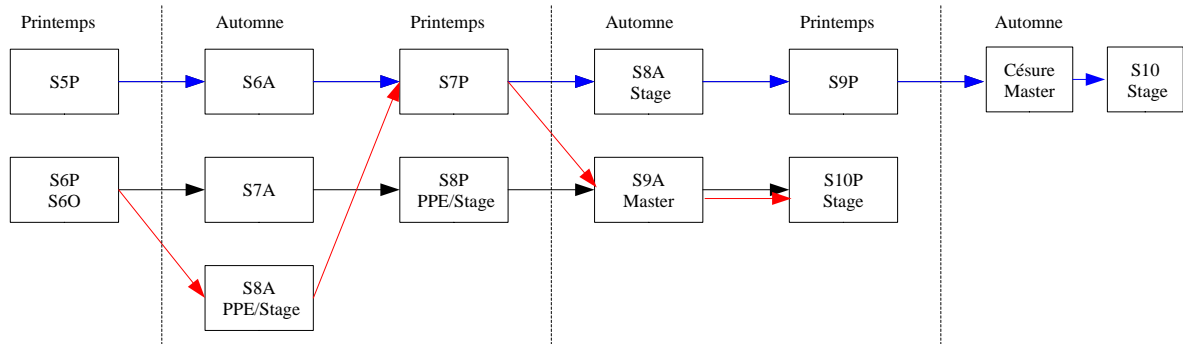 Printemps
Automne
Printemps
Automne
Printemps
Automne
S5P
S6A
S7P
S8A
Stage
S9P
Césure
Master
S10
Stage
S6P
S6O
S7A
S8P
PPE/Stage
S9A
Master
S10P
Stage
S8A
PPE/Stage